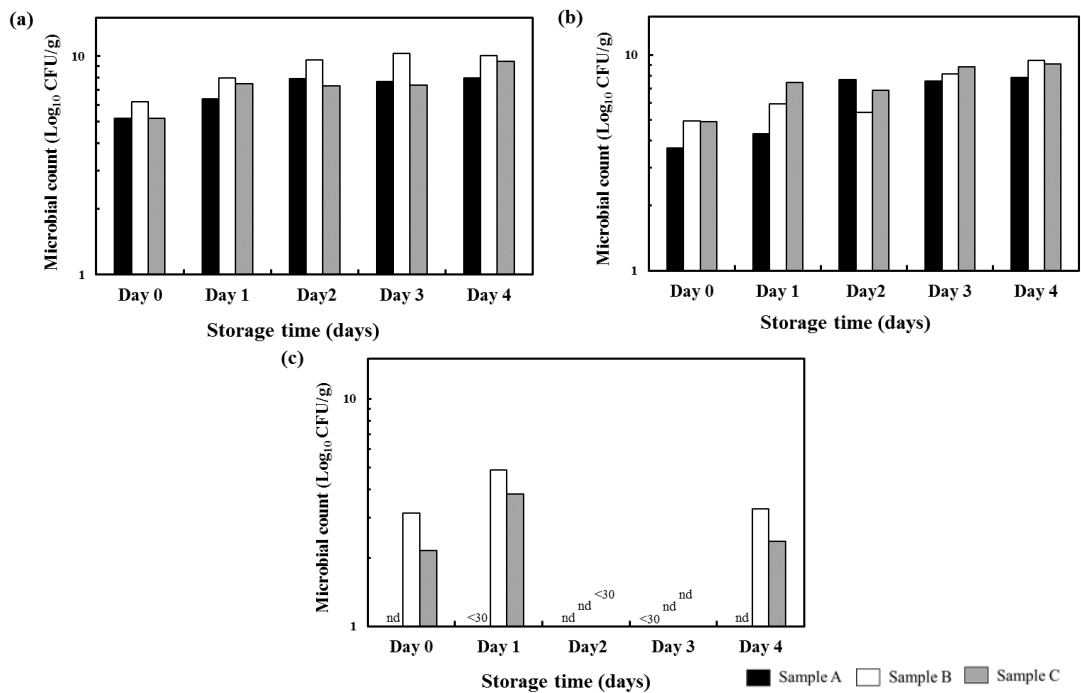 (a)
Microbial count (Log10 CFU/g)
10
1
Day 0 Day 1 Day2 Day 3 Day 4
Storage time (days)
(b)
Microbial count (Log10 CFU/g)
10
1
Day 0 Day 1 Day2 Day 3 Day 4
Storage time (days)
(c)
Microbial count (Log10 CFU/g)
10
1
nd <30 nd nd <30 <30 nd nd nd
Day 0 Day 1 Day2 Day 3 Day 4
Storage time (days)
Sample A Sample B Sample C